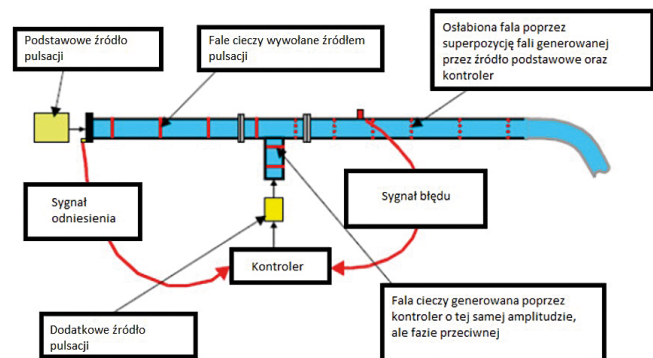 Podstawowe źródło
pulsacji
Fale cieczy wywołane źródłem
pulsacji
Osłabiona fala poprzez
superpozycję fali generowanej
przez źródło podstawowe oraz
kontroler
Sygnał
odniesienia
Sygnał błędu
Kontroler
Dodatkowe źródło
pulsacji
Fala cieczy generowana poprzez
kontroler o tej samej amplitudzie,
ale fazie przeciwnej